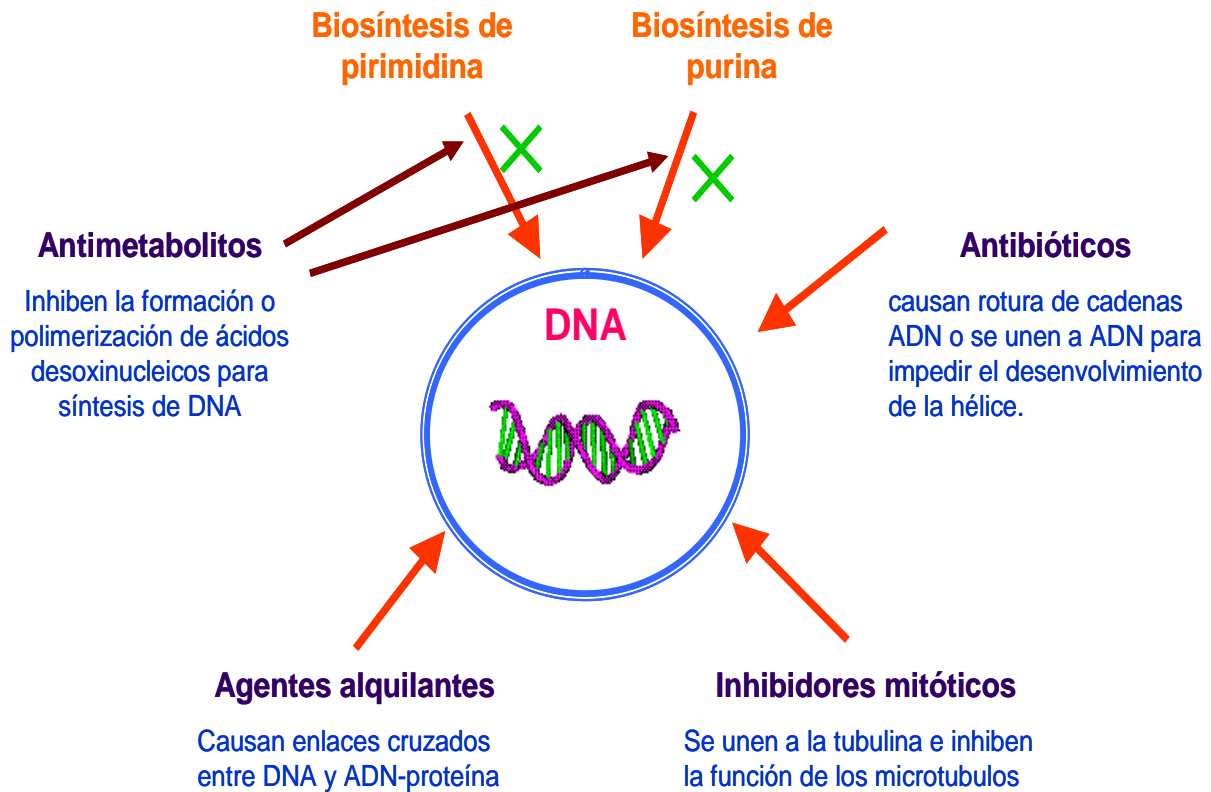 Biosíntesis de
pirimidina
Biosíntesis de
purina
Antimetabolitos
Inhiben la formación o
polimerización de ácidos
desoxinucleicos para
síntesis de DNA
DNA
Antibióticos
causan rotura de cadenas
ADN o se unen a ADN para
impedir el desenvolvimiento
de la hélice.
Agentes alquilantes
Causan enlaces cruzados
entre DNA y ADN-proteína
Inhibidores mitóticos
Se unen a la tubulina e inhiben
la función de los microtubulos